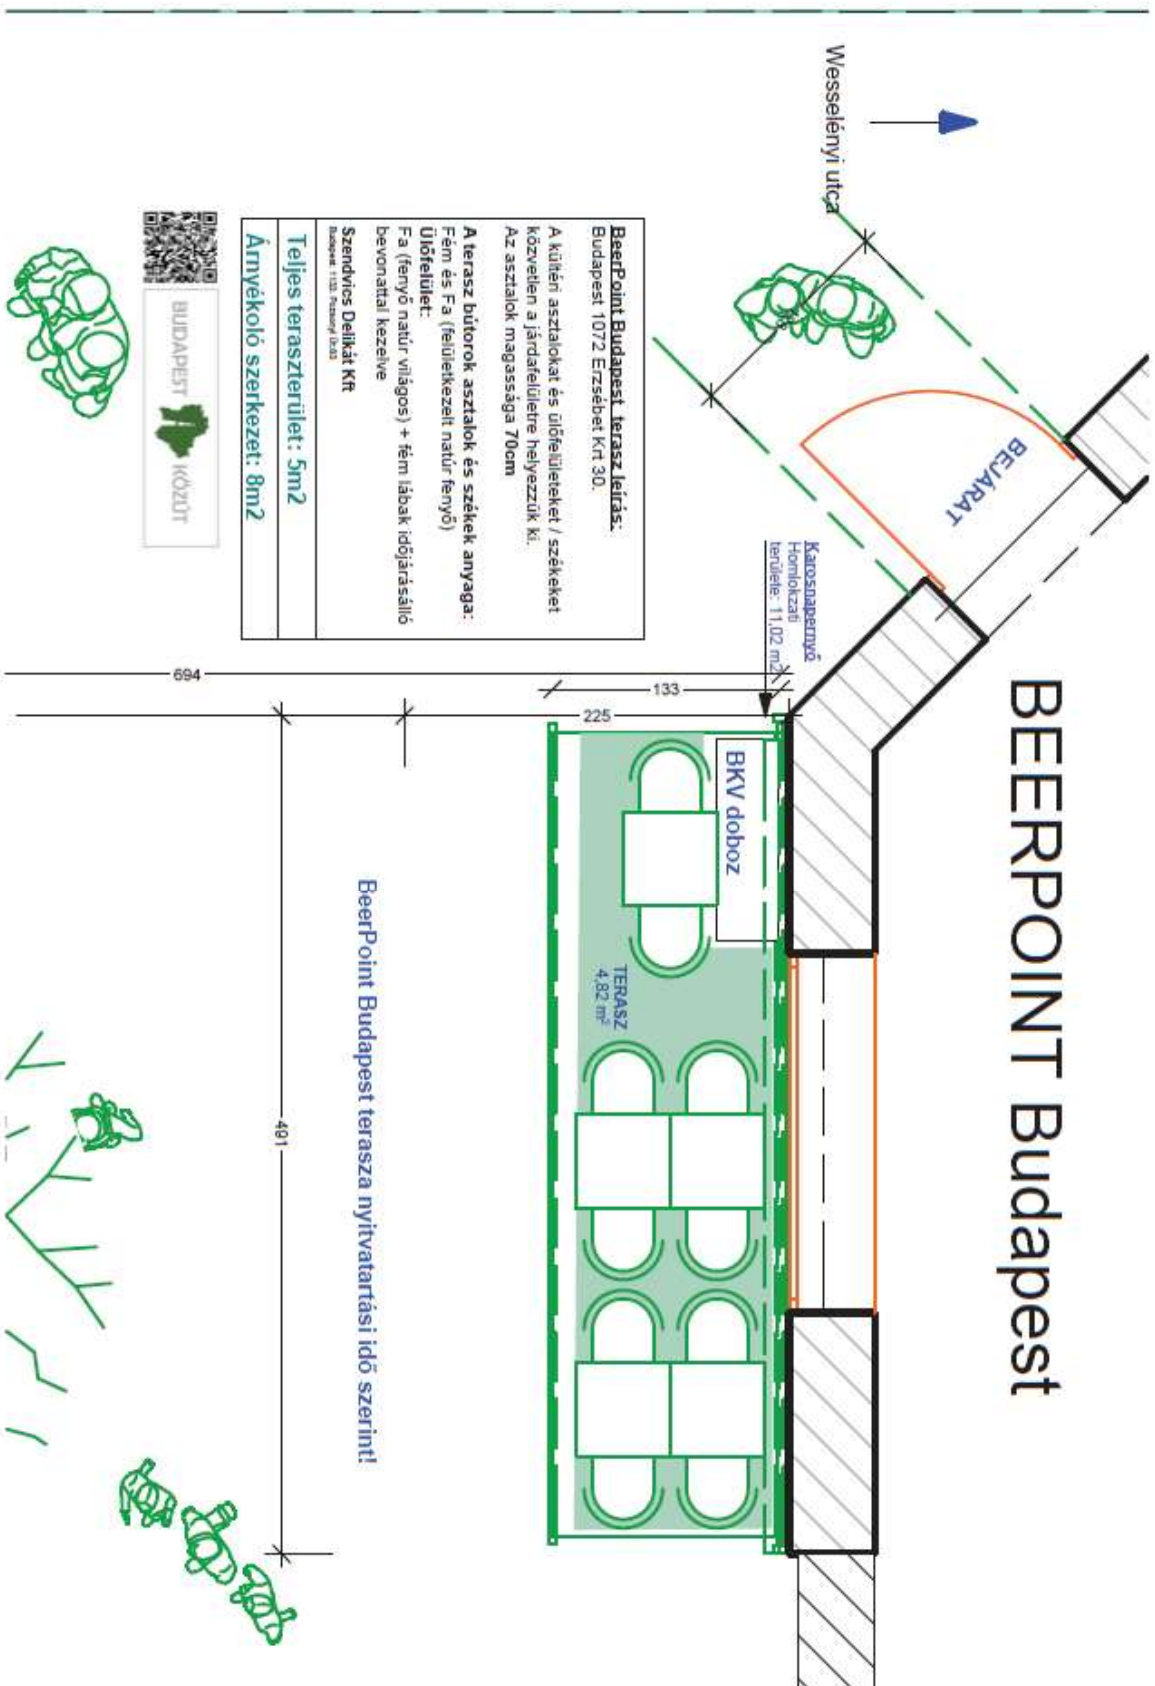 BEERPOINT Budapest
Wesselényi utca
BEJÁRAT
Karosnapernyő
Homlokzati
területe: 11,02 m2
BeerPoint Budapest terasz leírás:
Budapest 1072 Erzsébet Krt 30.
A kültéri asztalokat és ülőfelületeket / székeket
közvetlen a járdafelületre helyezzük ki.
Az asztalok magassága 70cm
A terasz bútorok asztalok és székek anyaga:
Fém és Fa (felületkezelt natúr fenyő)
Ülőfelület:
Fa (fenyő natúr világos) + fém lábak időjárásálló
bevonattal kezelve
Szendvics Delikát Kft
Teljes teraszterület: 5m2
Árnyékoló szerkezet: 8m2
BUDAPEST KÖZÚT
694
133
225
BKV doboz
TERASZ
4,82 m²
BeerPoint Budapest terasza nyitvatartási idő szerint!
491